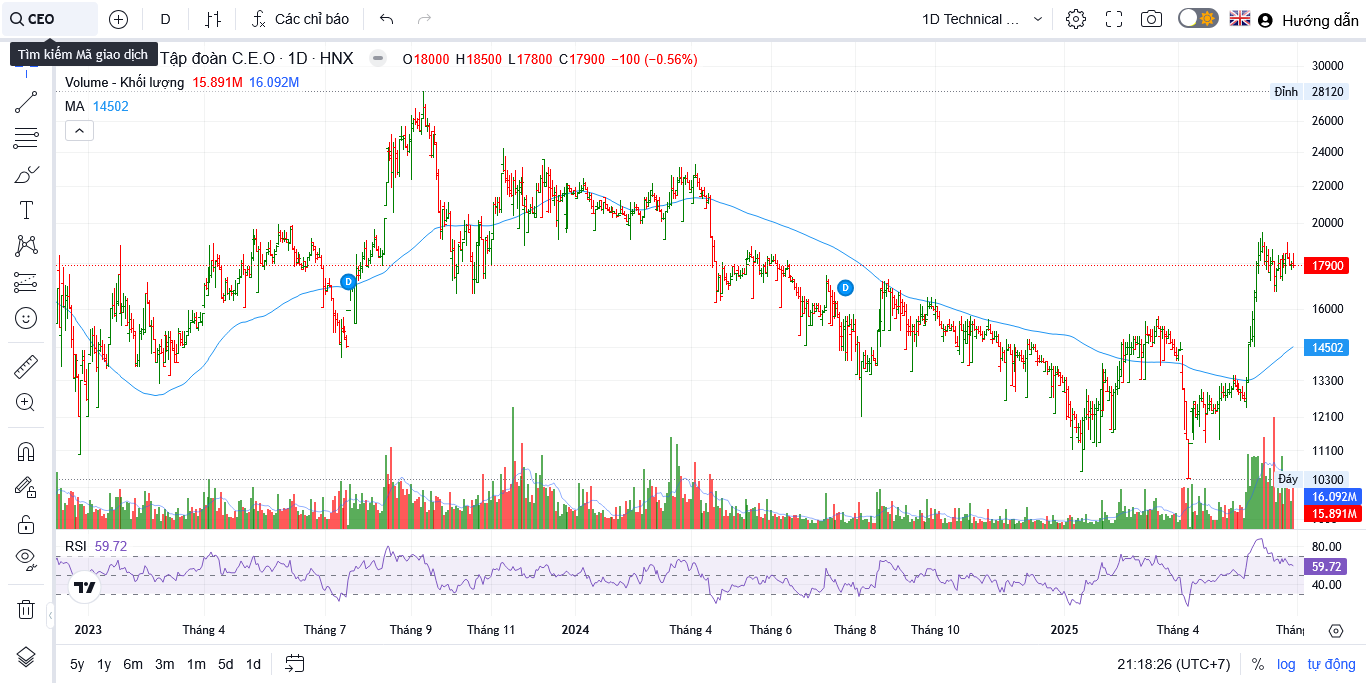 CEO D Các chỉ báo 1D Technical ... Hướng dẫn
Tìm kiếm Mã giao dịch
Tập đoàn C.E.O · 1D · HNX O18000 H18500 L17800 C17900 −100 (−0.56%)
Volume - Khối lượng 15.891M 16.092M
MA 14502
30000
Đỉnh 28120
26000
24000
22000
20000
17900
D
D
16000
14502
13300
12100
11100
Đáy 10300
16.092M
15.891M
RSI 59.72
80.00
59.72
40.00
2023 Tháng 4 Tháng 7 Tháng 9 Tháng 11 2024 Tháng 4 Tháng 6 Tháng 8 Tháng 10 2025 Tháng 4
5y 1y 6m 3m 1m 5d 1d 21:18:26 (UTC+7) % log tự động